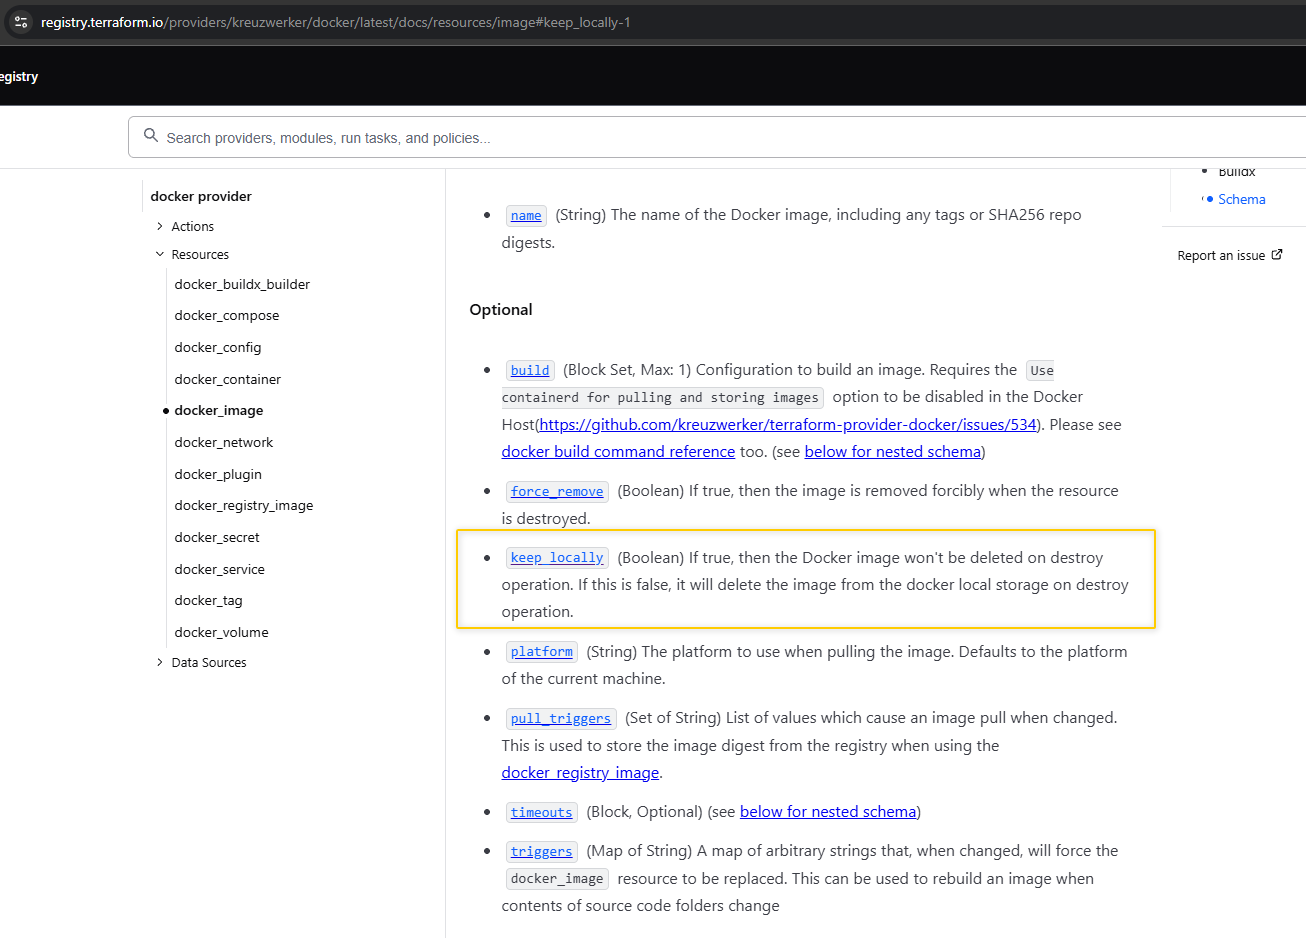 registry.terraform.io/providers/kreuzwerker/docker/latest/docs/resources/image#keep_locally-1
egistry
Search providers, modules, run tasks, and policies...
docker provider
Actions
Resources
docker_buildx_builder
docker_compose
docker_config
docker_container
docker_image
docker_network
docker_plugin
docker_registry_image
docker_secret
docker_service
docker_tag
docker_volume
Data Sources
name (String) The name of the Docker image, including any tags or SHA256 repo
digests.
Optional
build (Block Set, Max: 1) Configuration to build an image. Requires the Use
containerd for pulling and storing images option to be disabled in the Docker
Host(https://github.com/kreuzwerker/terraform-provider-docker/issues/534). Please see
docker build command reference too. (see below for nested schema)
force_remove (Boolean) If true, then the image is removed forcibly when the resource
is destroyed.
keep_locally (Boolean) If true, then the Docker image won't be deleted on destroy
operation. If this is false, it will delete the image from the docker local storage on destroy
operation.
platform (String) The platform to use when pulling the image. Defaults to the platform
of the current machine.
pull_triggers (Set of String) List of values which cause an image pull when changed.
This is used to store the image digest from the registry when using the
docker_registry_image.
timeouts (Block, Optional) (see below for nested schema)
triggers (Map of String) A map of arbitrary strings that, when changed, will force the
docker_image resource to be replaced. This can be used to rebuild an image when
contents of source code folders change
Buildx
Schema
Report an issue